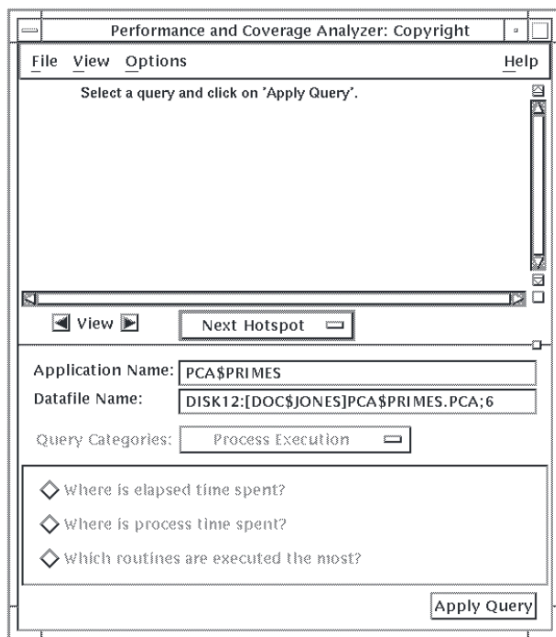 Performance and Coverage Analyzer: Copyright
File View Options Help
Select a query and click on 'Apply Query'.
View Next Hotspot
Application Name: PCA$PRIMES
Datafile Name: DISK12:[DOC$JONES]PCA$PRIMES.PCA;6
Query Categories: Process Execution
Where is elapsed time spent?
Where is process time spent?
Which routines are executed the most?
Apply Query